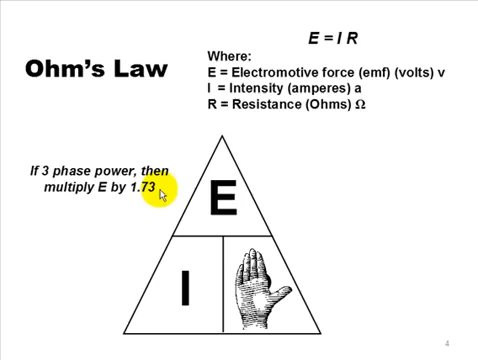 E = I R
Ohm's Law
Where:
E = Electromotive force (emf) (volts) v
I = Intensity (amperes) a
R = Resistance (Ohms) Ω
If 3 phase power, then
multiply E by 1.73
E
I
4